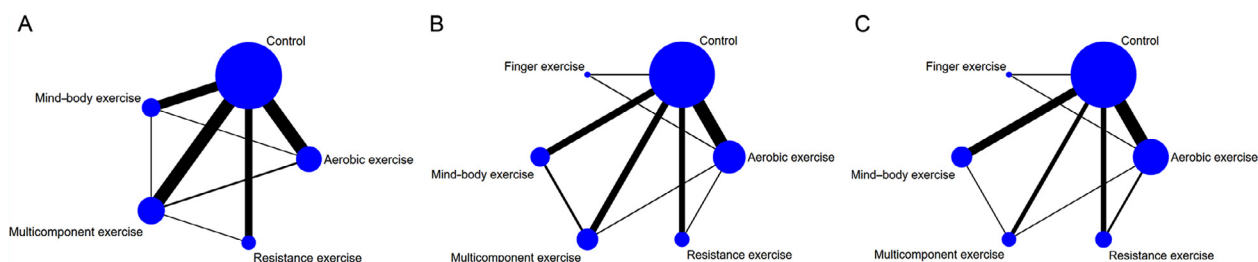 A
Control
Mind–body exercise
Aerobic exercise
Multicomponent exercise
Resistance exercise
B
Control
Finger exercise
Aerobic exercise
Mind–body exercise
Multicomponent exercise
Resistance exercise
C
Control
Finger exercise
Aerobic exercise
Mind–body exercise
Multicomponent exercise
Resistance exercise